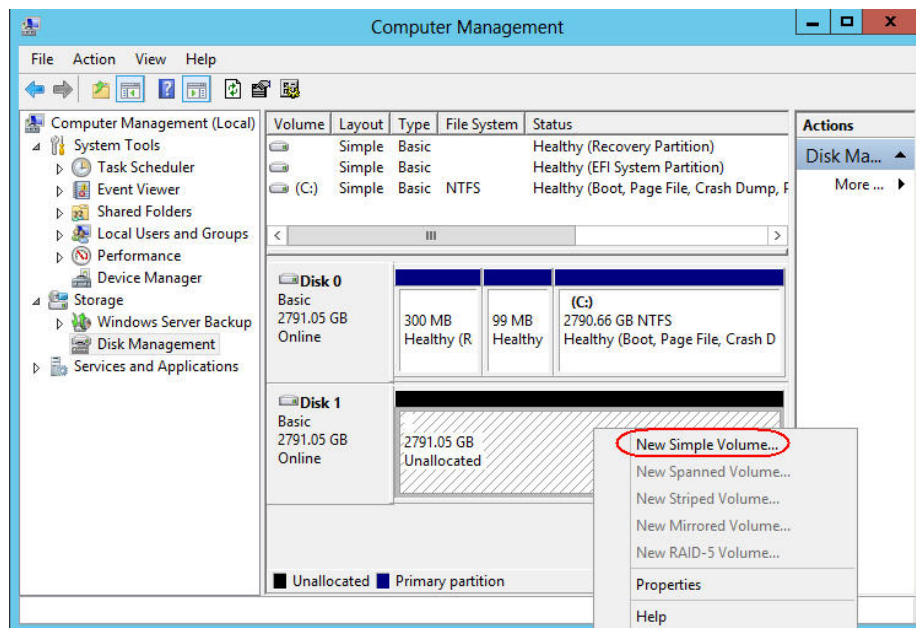 Computer Management
File Action View Help
Computer Management (Local)
System Tools
Task Scheduler
Event Viewer
Shared Folders
Local Users and Groups
Performance
Device Manager
Storage
Windows Server Backup
Disk Management
Services and Applications
Volume Layout Type File System Status
Simple Basic Healthy (Recovery Partition)
Simple Basic Healthy (EFI System Partition)
(C:) Simple Basic NTFS Healthy (Boot, Page File, Crash Dump, P
Disk 0
Basic
2791.05 GB
Online
300 MB
Healthy (R
99 MB
Healthy
(C:)
2790.66 GB NTFS
Healthy (Boot, Page File, Crash D
Disk 1
Basic
2791.05 GB
Online
2791.05 GB
Unallocated
Unallocated Primary partition
New Simple Volume...
New Spanned Volume...
New Striped Volume...
New Mirrored Volume...
New RAID-5 Volume...
Properties
Help
Actions
Disk Ma...
More ...